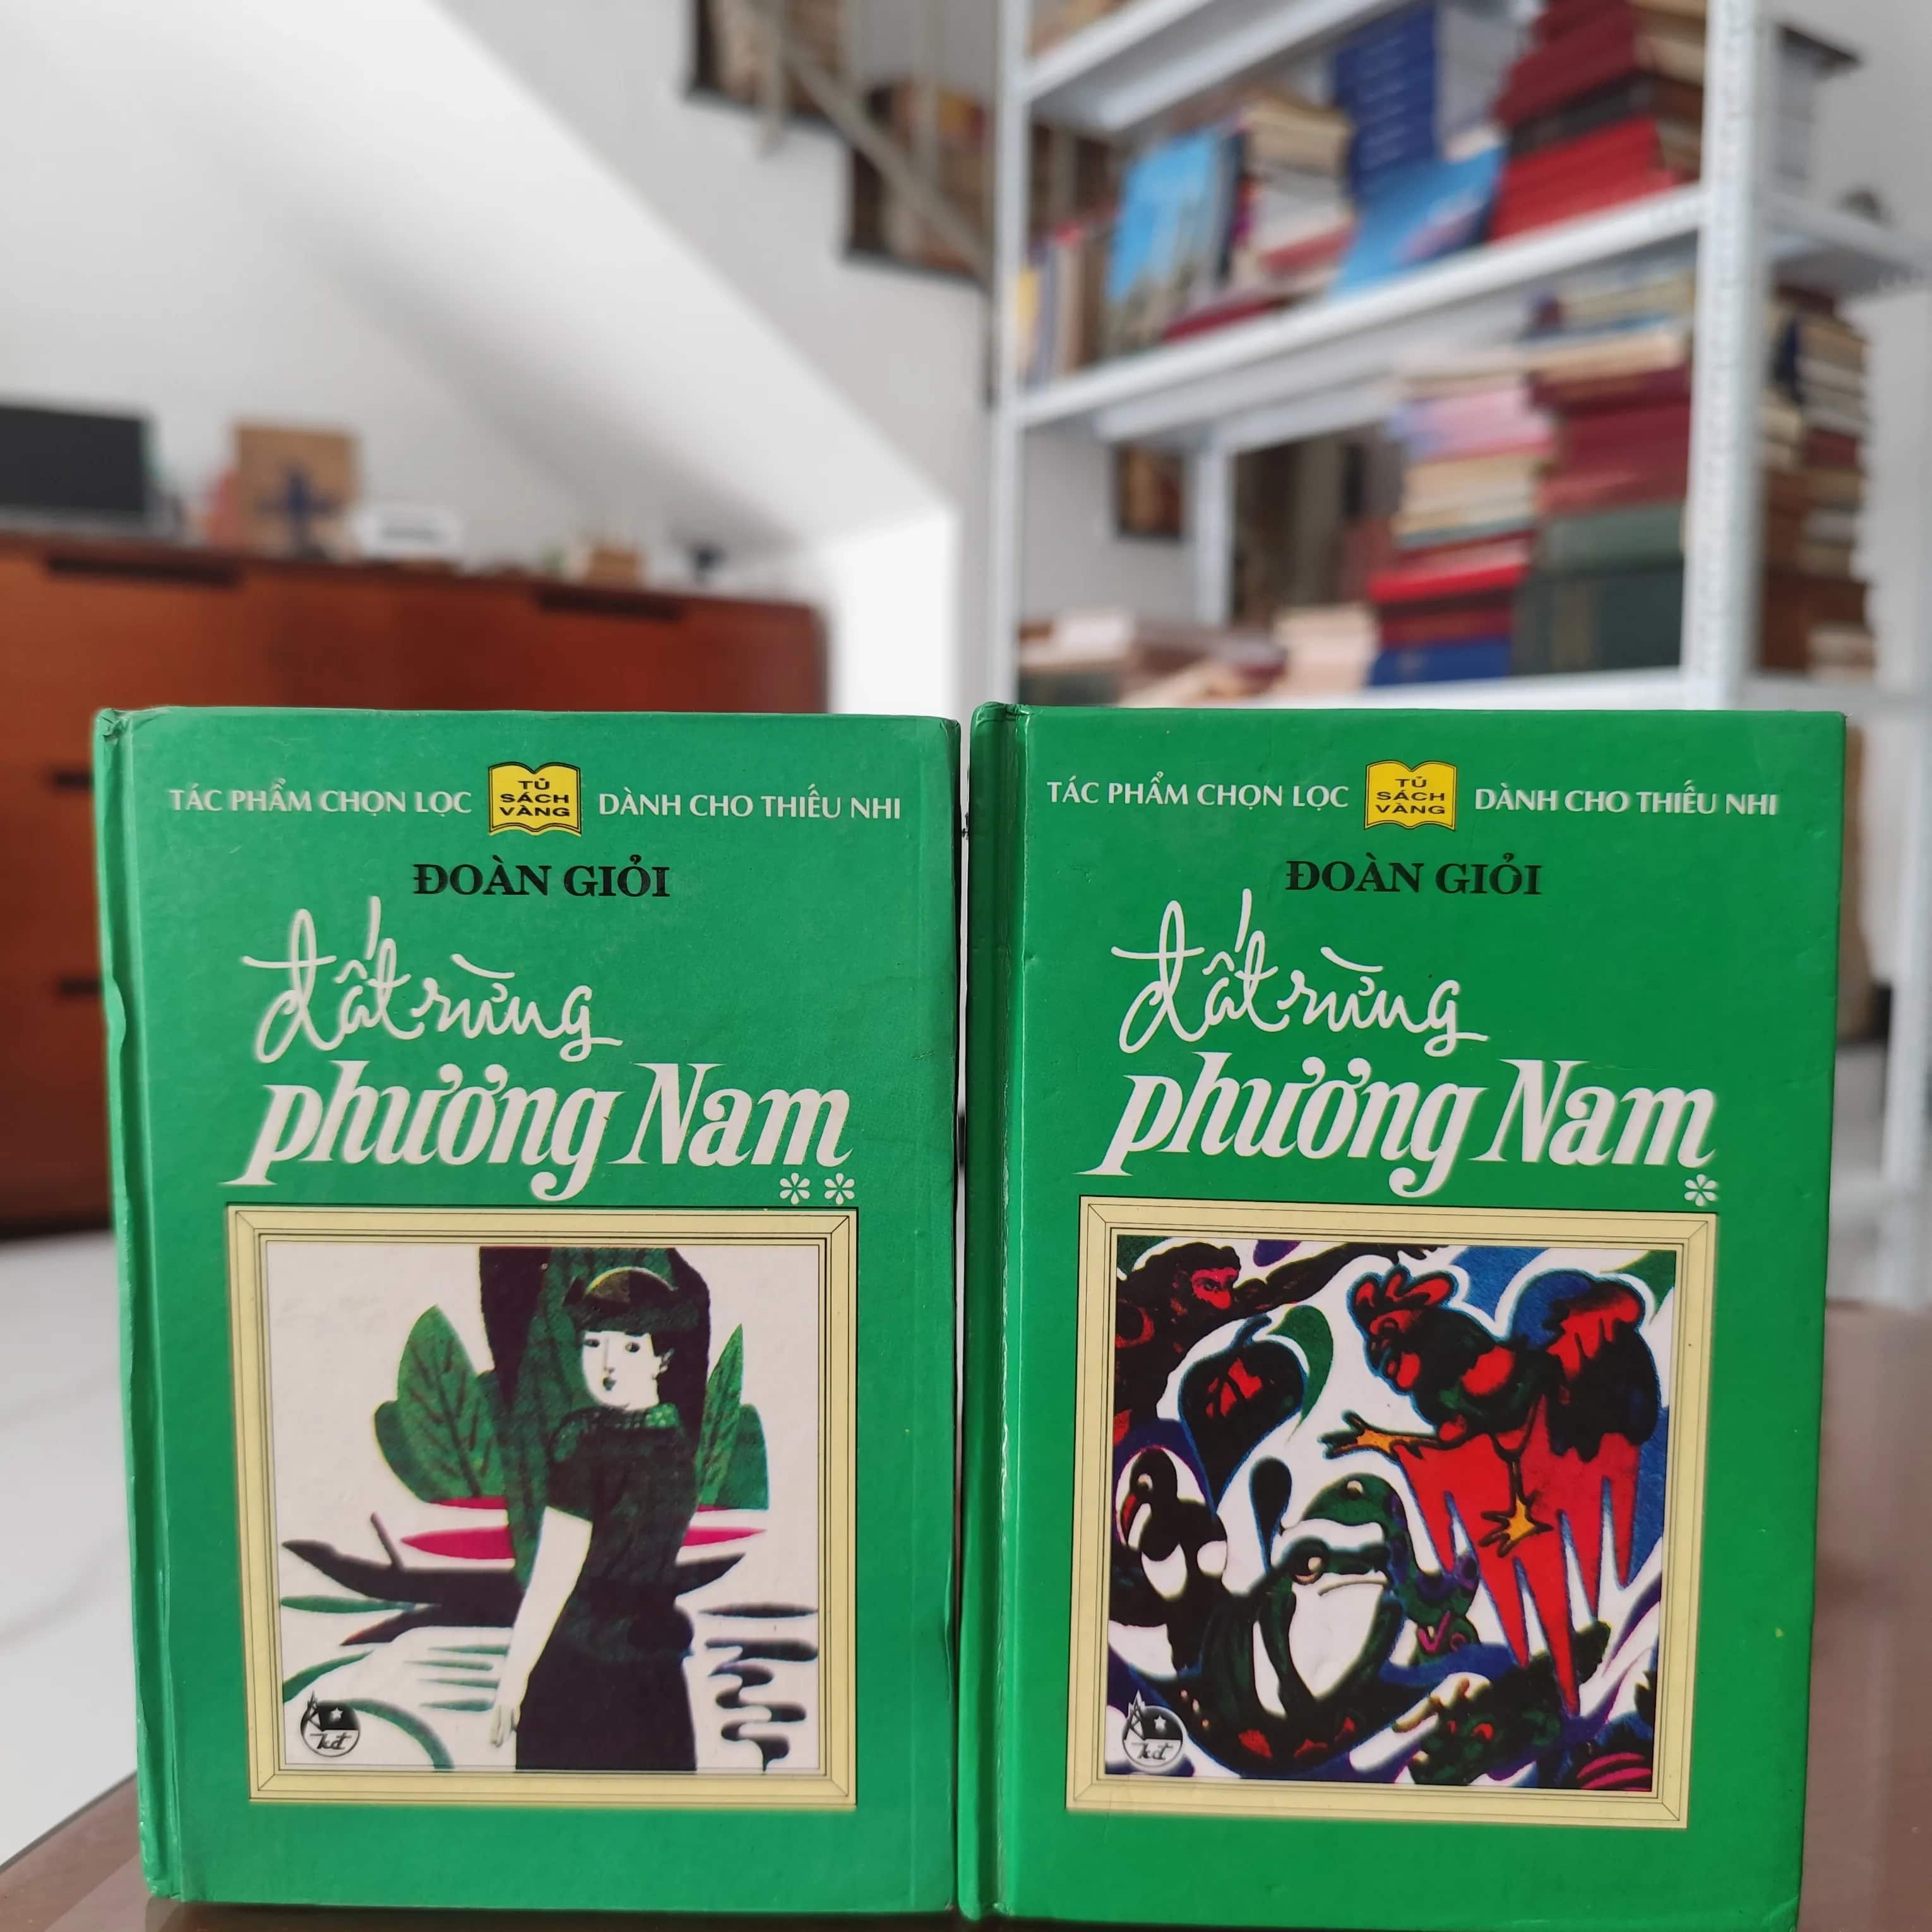 TÁC PHẨM CHỌN LỌC
TỦ
SÁCH
VÀNG
DÀNH CHO THIẾU NHI
ĐOÀN GIỎI
đất rừng
phương Nam
**
TÁC PHẨM CHỌN LỌC
TỦ
SÁCH
VÀNG
DÀNH CHO THIẾU NHI
ĐOÀN GIỎI
đất rừng
phương Nam
*